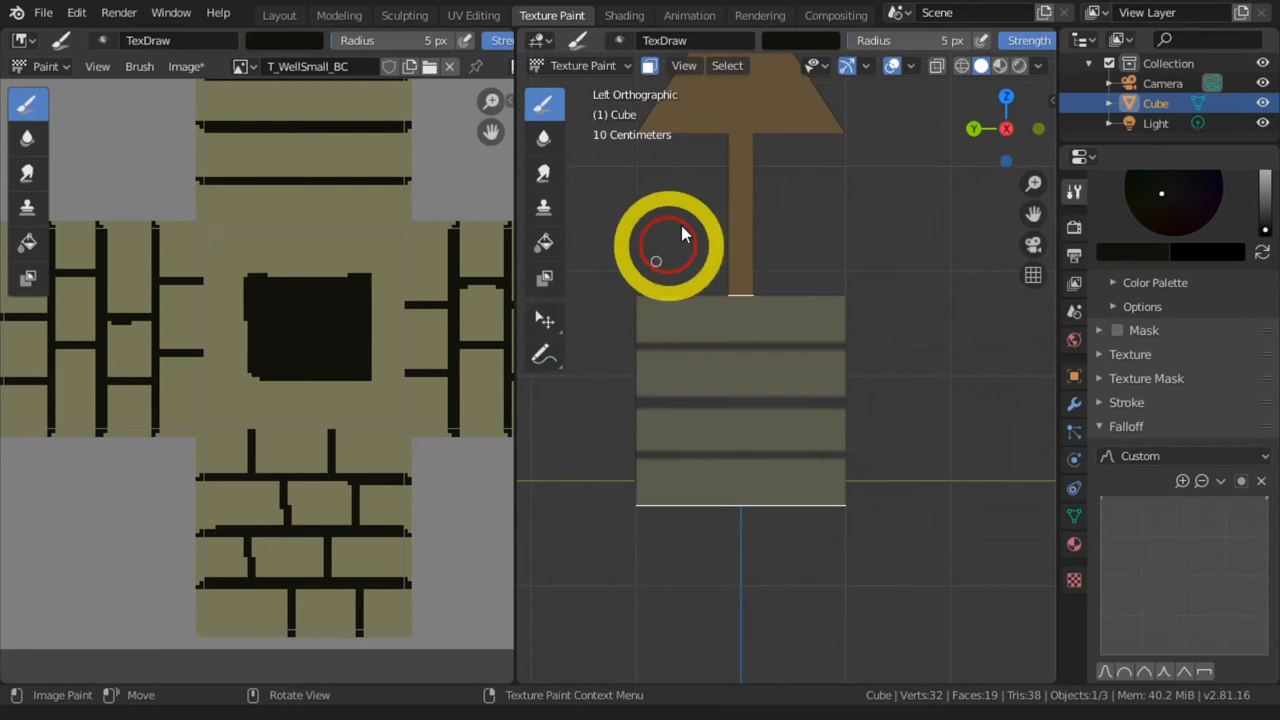 File Edit Render Window Help Layout Modeling Sculpting UV Editing Texture Paint Shading Animation Rendering Compositing Scene View Layer
TexDraw Radius 5 px TexDraw Radius 5 px Strength
Paint View Brush Image* T_WellSmall_BC Texture Paint View Select
Collection
Camera
Cube
Light
Left Orthographic
(1) Cube
10 Centimeters
Z
Y
X
Color Palette
Options
Mask
Texture
Texture Mask
Stroke
Falloff
Custom
Image Paint Move Rotate View Texture Paint Context Menu Cube | Verts:32 | Faces:19 | Tris:38 | Objects:1/3 | Mem: 40.2 MiB | v2.81.16